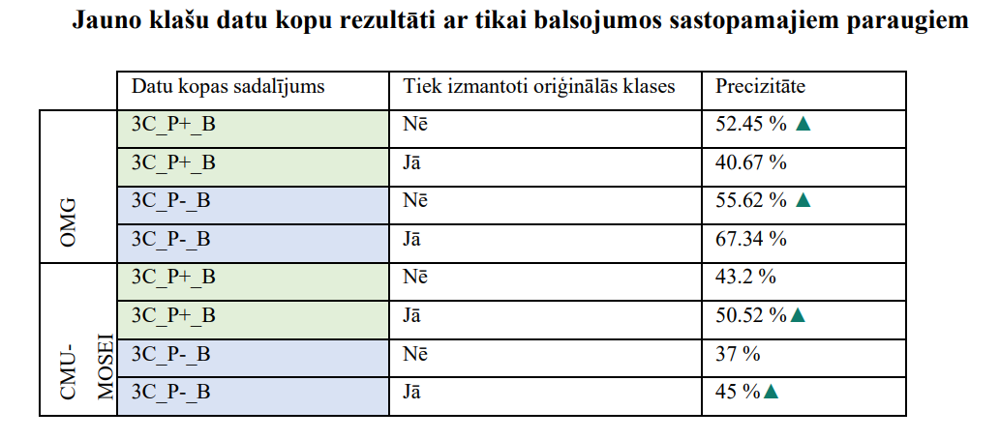 Jauno klašu datu kopu rezultāti ar tikai balsojumos sastopamajiem paraugiem
Datu kopas sadalījums Tiek izmantoti oriģinālās klases Precizitāte
OMG
3C_P+_B Nē 52.45 % ▲
3C_P+_B Jā 40.67 %
3C_P-_B Nē 55.62 % ▲
3C_P-_B Jā 67.34 %
CMU-
MOSEI
3C_P+_B Nē 43.2 %
3C_P+_B Jā 50.52 %▲
3C_P-_B Nē 37 %
3C_P-_B Jā 45 %▲